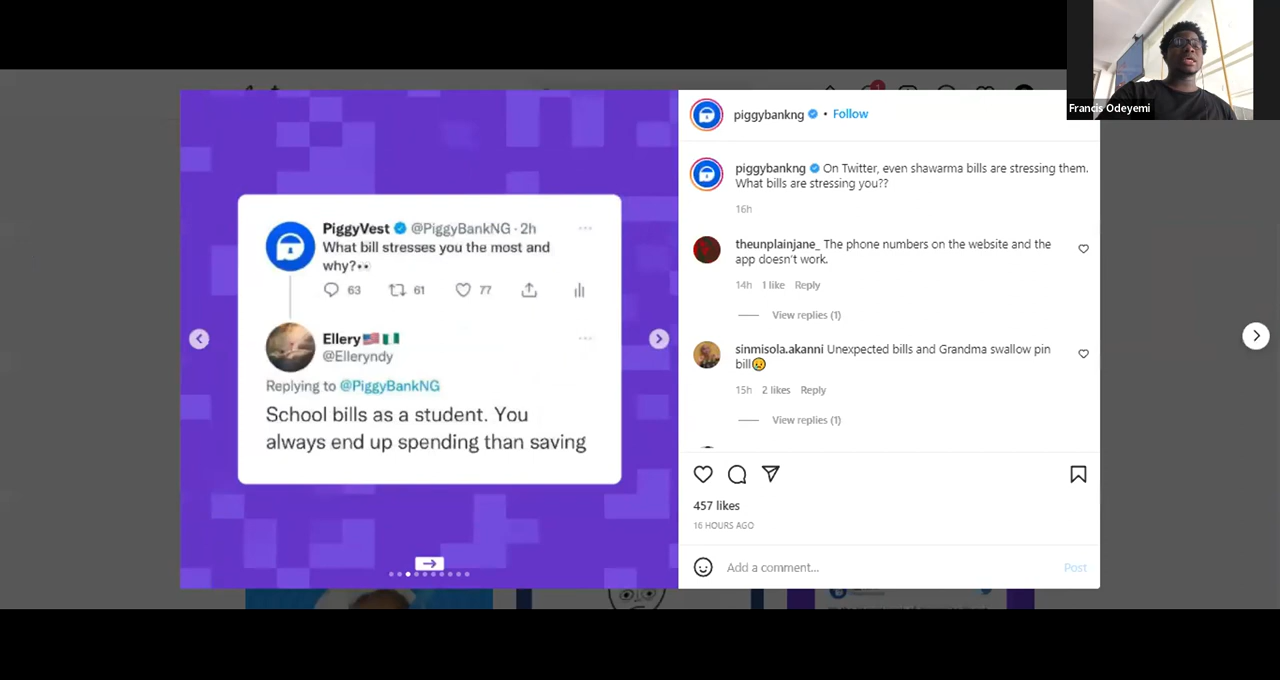 Francis Odeyemi
PiggyVest @PiggyBankNG · 2h
What bill stresses you the most and
why?👀
63 61 77
Ellery🇺🇸🇳🇬
@Elleryndy
Replying to @PiggyBankNG
School bills as a student. You
always end up spending than saving
piggybankng • Follow
piggybankng On Twitter, even shawarma bills are stressing them.
What bills are stressing you??
16h
theunplainjane_ The phone numbers on the website and the
app doesn't work.
14h 1 like Reply
View replies (1)
sinmisola.akanni Unexpected bills and Grandma swallow pin
bill😥
15h 2 likes Reply
View replies (1)
457 likes
16 HOURS AGO
Add a comment... Post